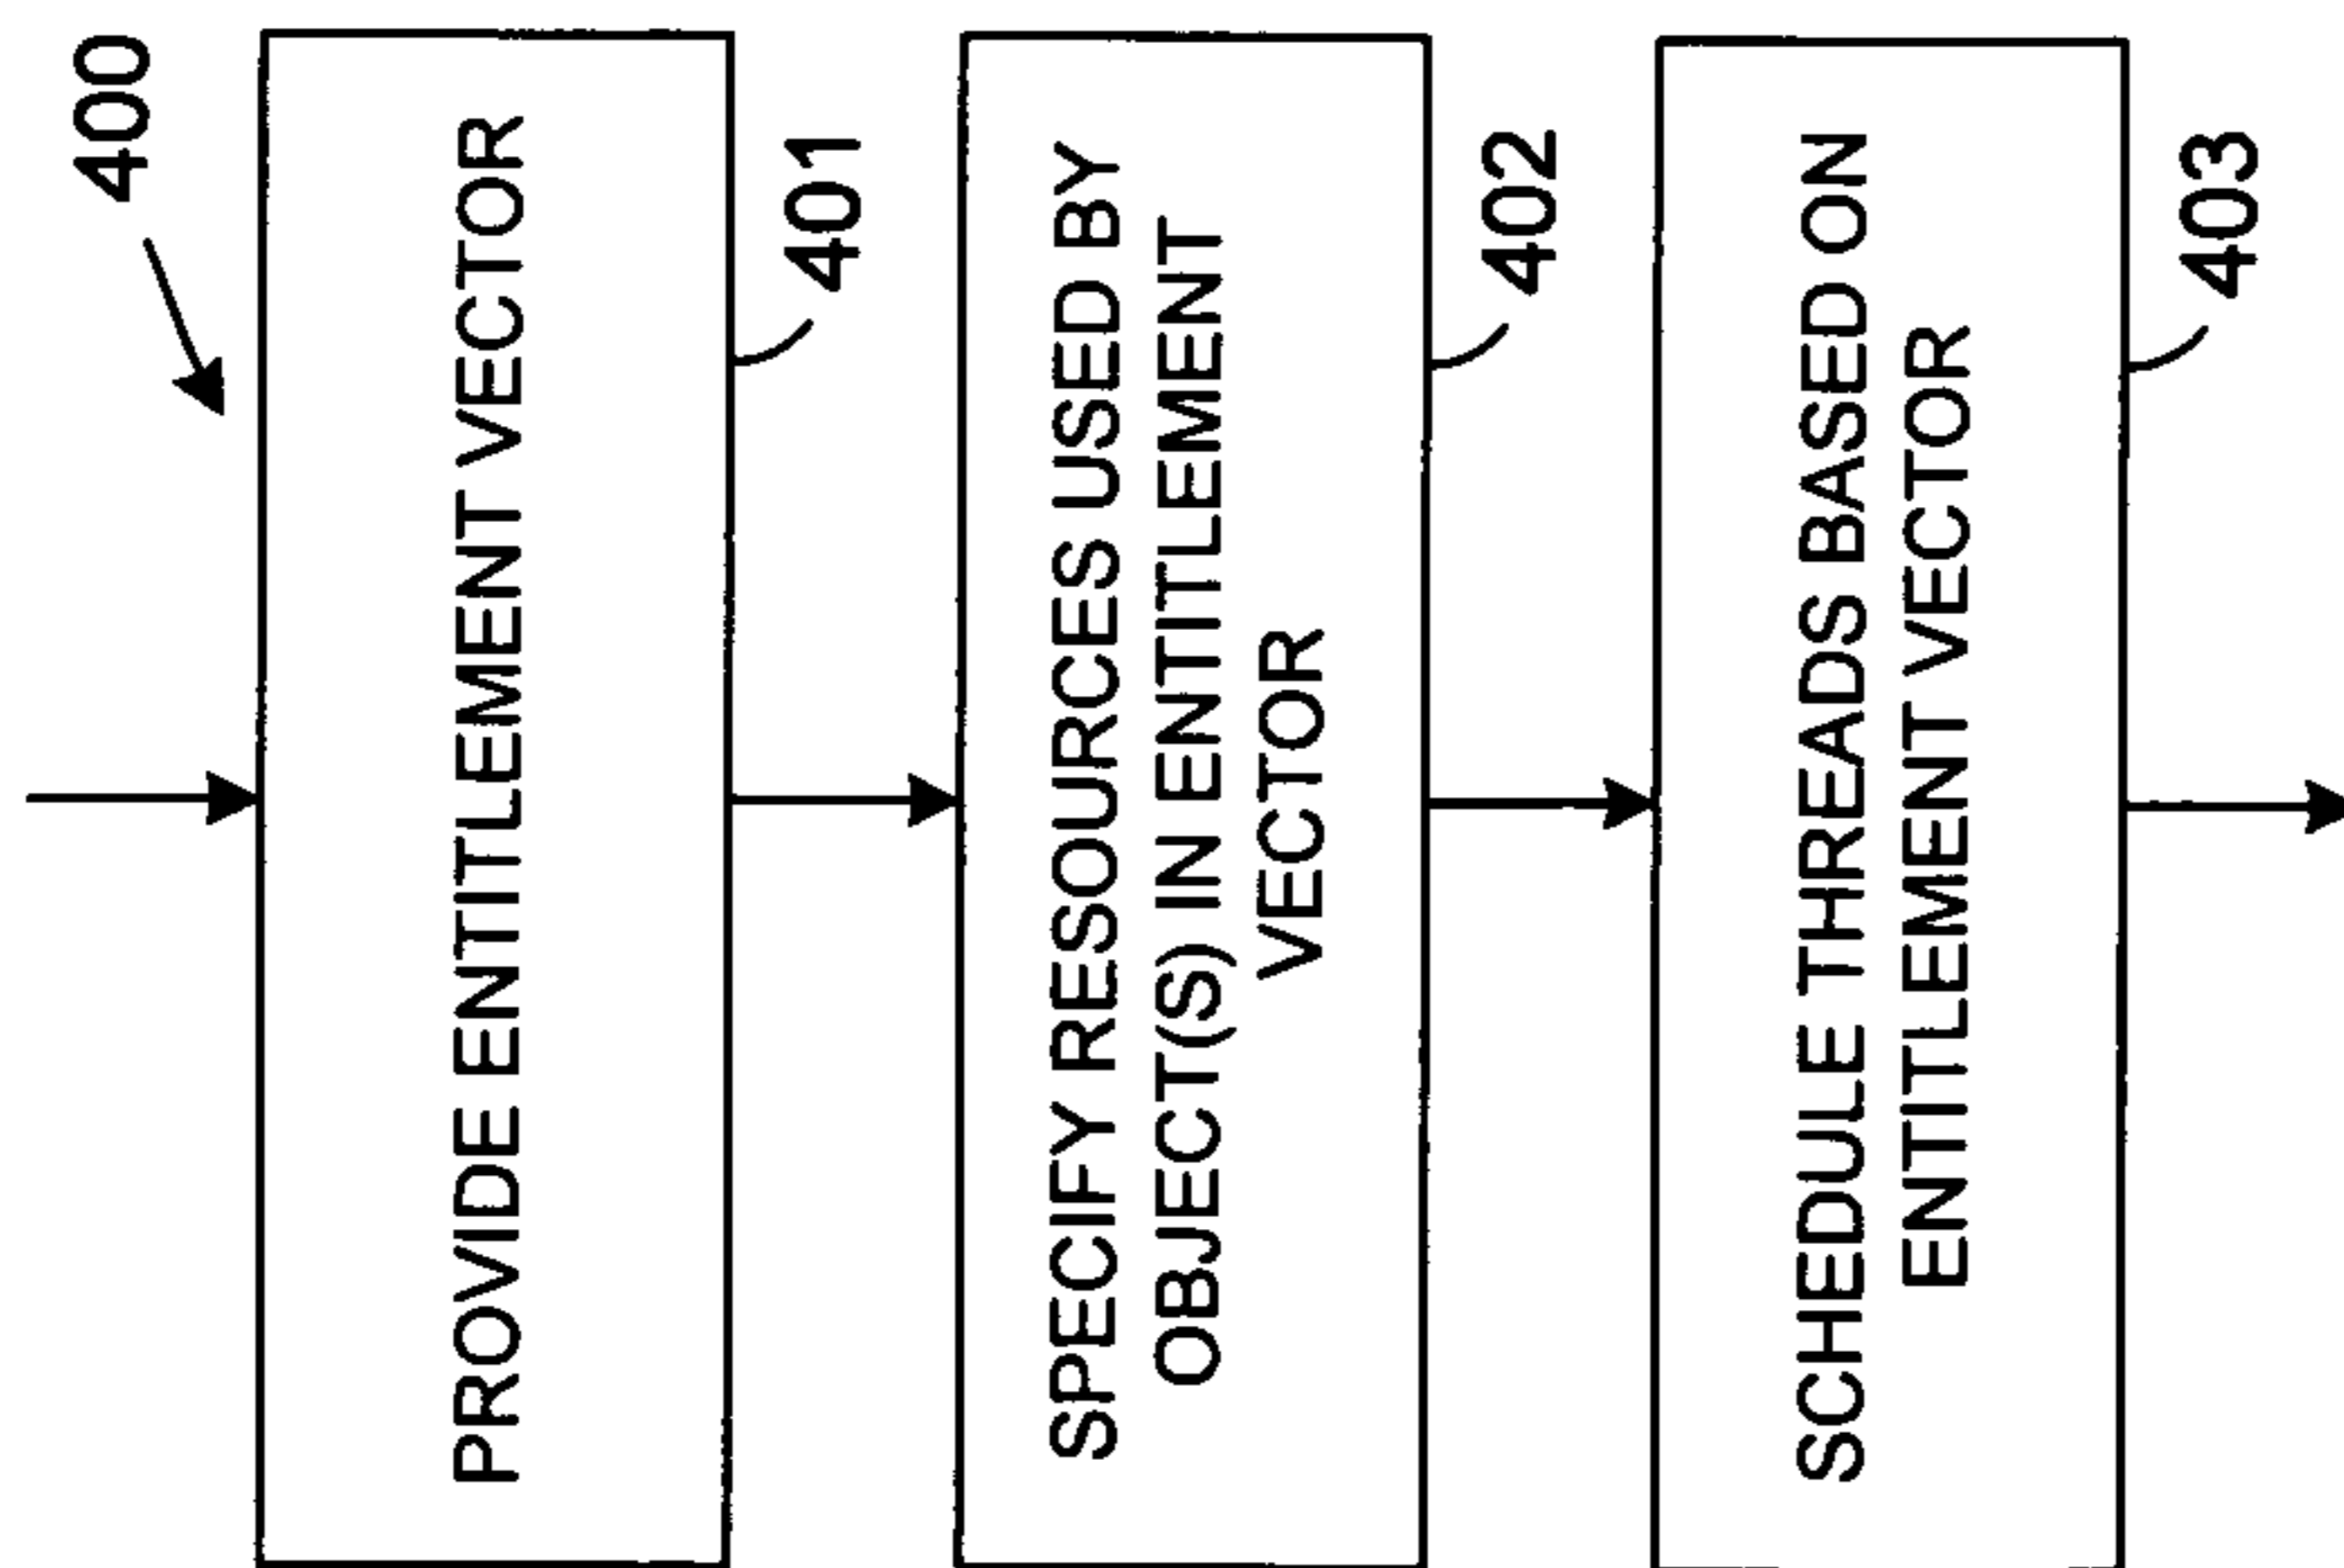 400
PROVIDE ENTITLEMENT VECTOR
401
SPECIFY RESOURCES USED BY
OBJECT(S) IN ENTITLEMENT
VECTOR
402
SCHEDULE THREADS BASED ON
ENTITLEMENT VECTOR
403